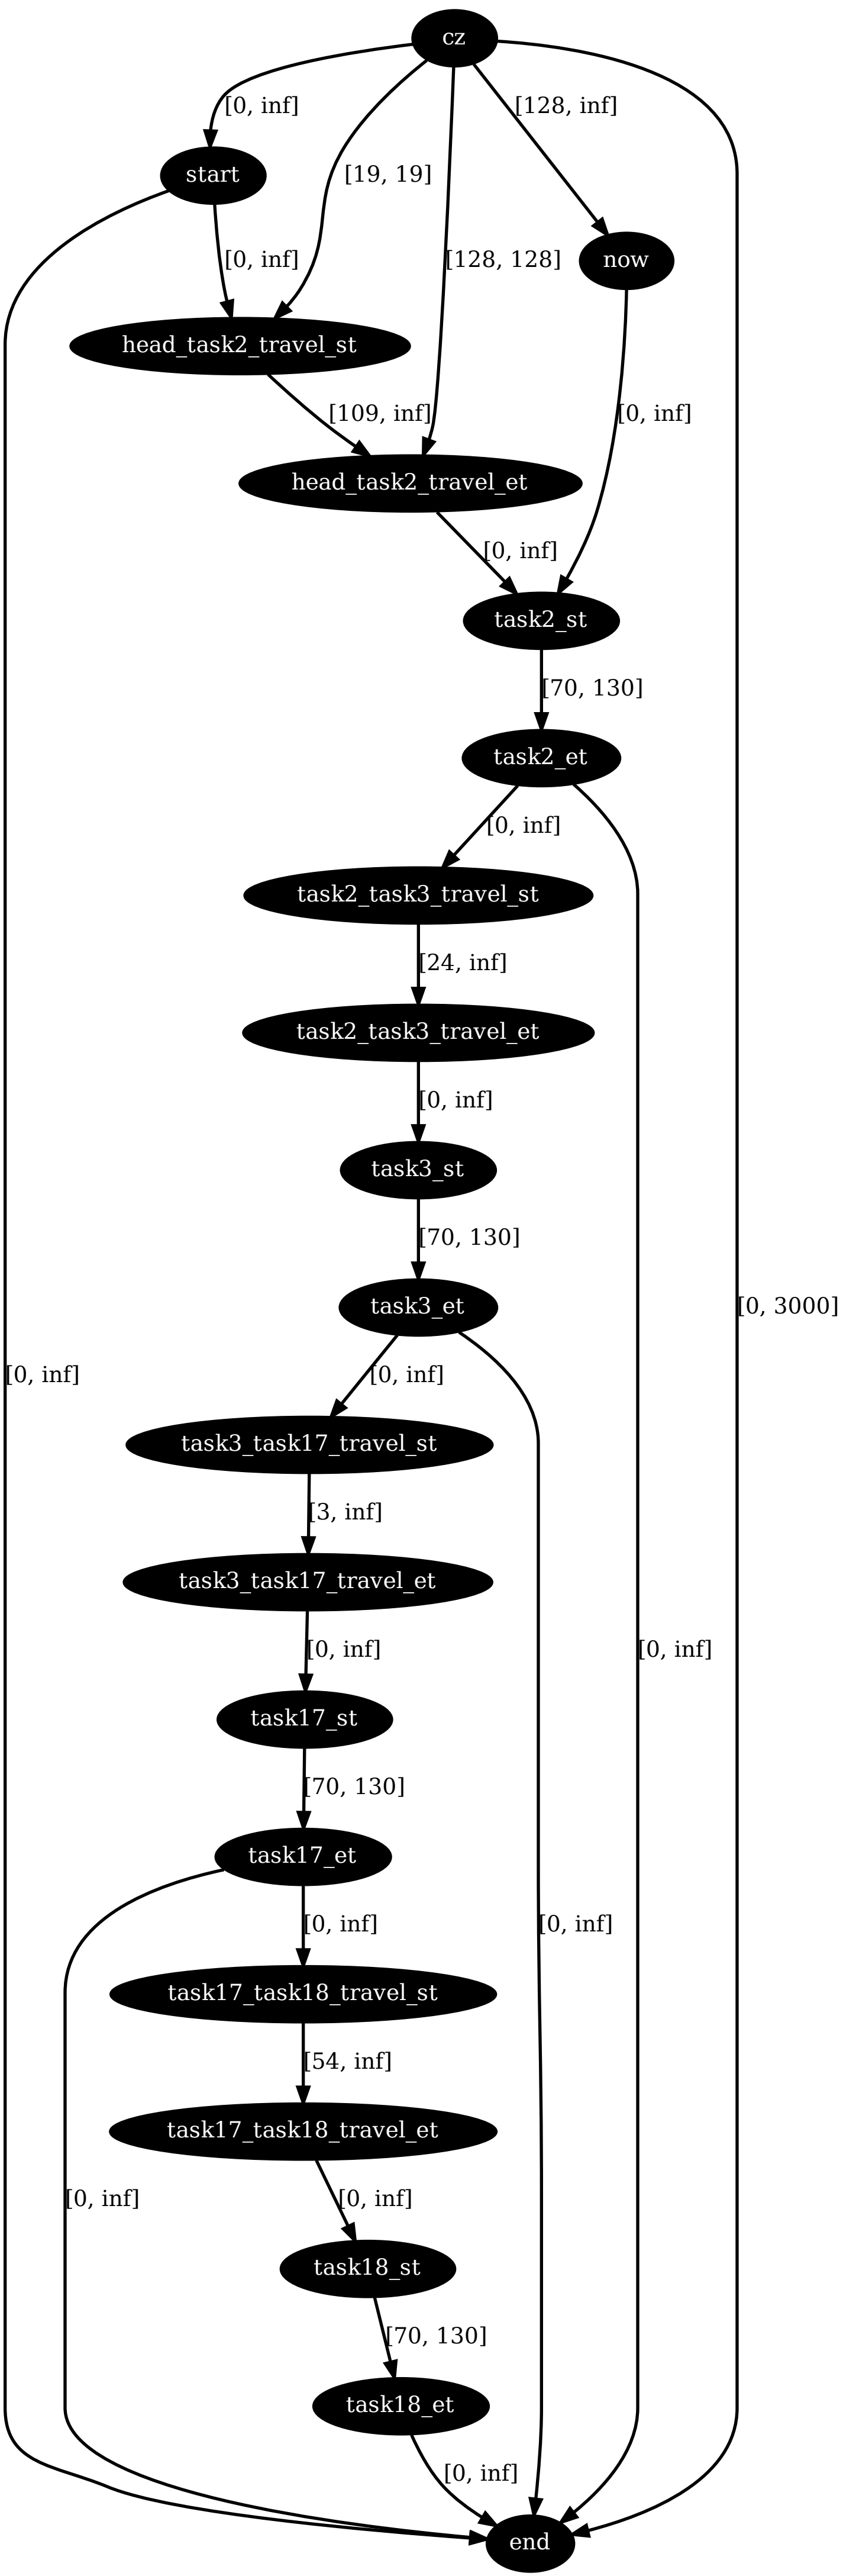 cz
[0, inf]
[128, inf]
start
[19, 19]
[0, inf]
[128, 128]
now
head_task2_travel_st
[109, inf]
[0, inf]
head_task2_travel_et
[0, inf]
task2_st
[70, 130]
task2_et
[0, inf]
task2_task3_travel_st
[24, inf]
task2_task3_travel_et
[0, inf]
task3_st
[70, 130]
task3_et
[0, 3000]
[0, inf]
[0, inf]
task3_task17_travel_st
[3, inf]
task3_task17_travel_et
[0, inf]
[0, inf]
task17_st
[70, 130]
task17_et
[0, inf]
[0, inf]
task17_task18_travel_st
[54, inf]
task17_task18_travel_et
[0, inf]
[0, inf]
task18_st
[70, 130]
task18_et
[0, inf]
end